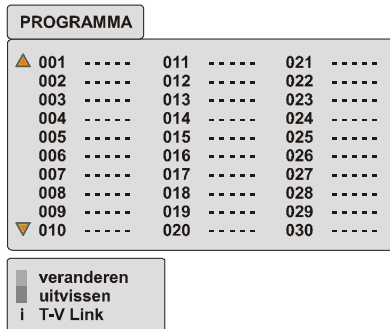 PROGRAMMA
001 ----- 011 ----- 021 -----
002 ----- 012 ----- 022 -----
003 ----- 013 ----- 023 -----
004 ----- 014 ----- 024 -----
005 ----- 015 ----- 025 -----
006 ----- 016 ----- 026 -----
007 ----- 017 ----- 027 -----
008 ----- 018 ----- 028 -----
009 ----- 019 ----- 029 -----
010 ----- 020 ----- 030 -----
veranderen
uitvissen
i T-V Link